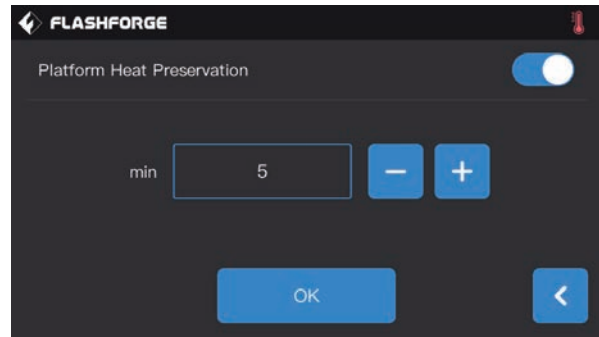 FLASHFORGE
Platform Heat Preservation
min 5 − +
OK <